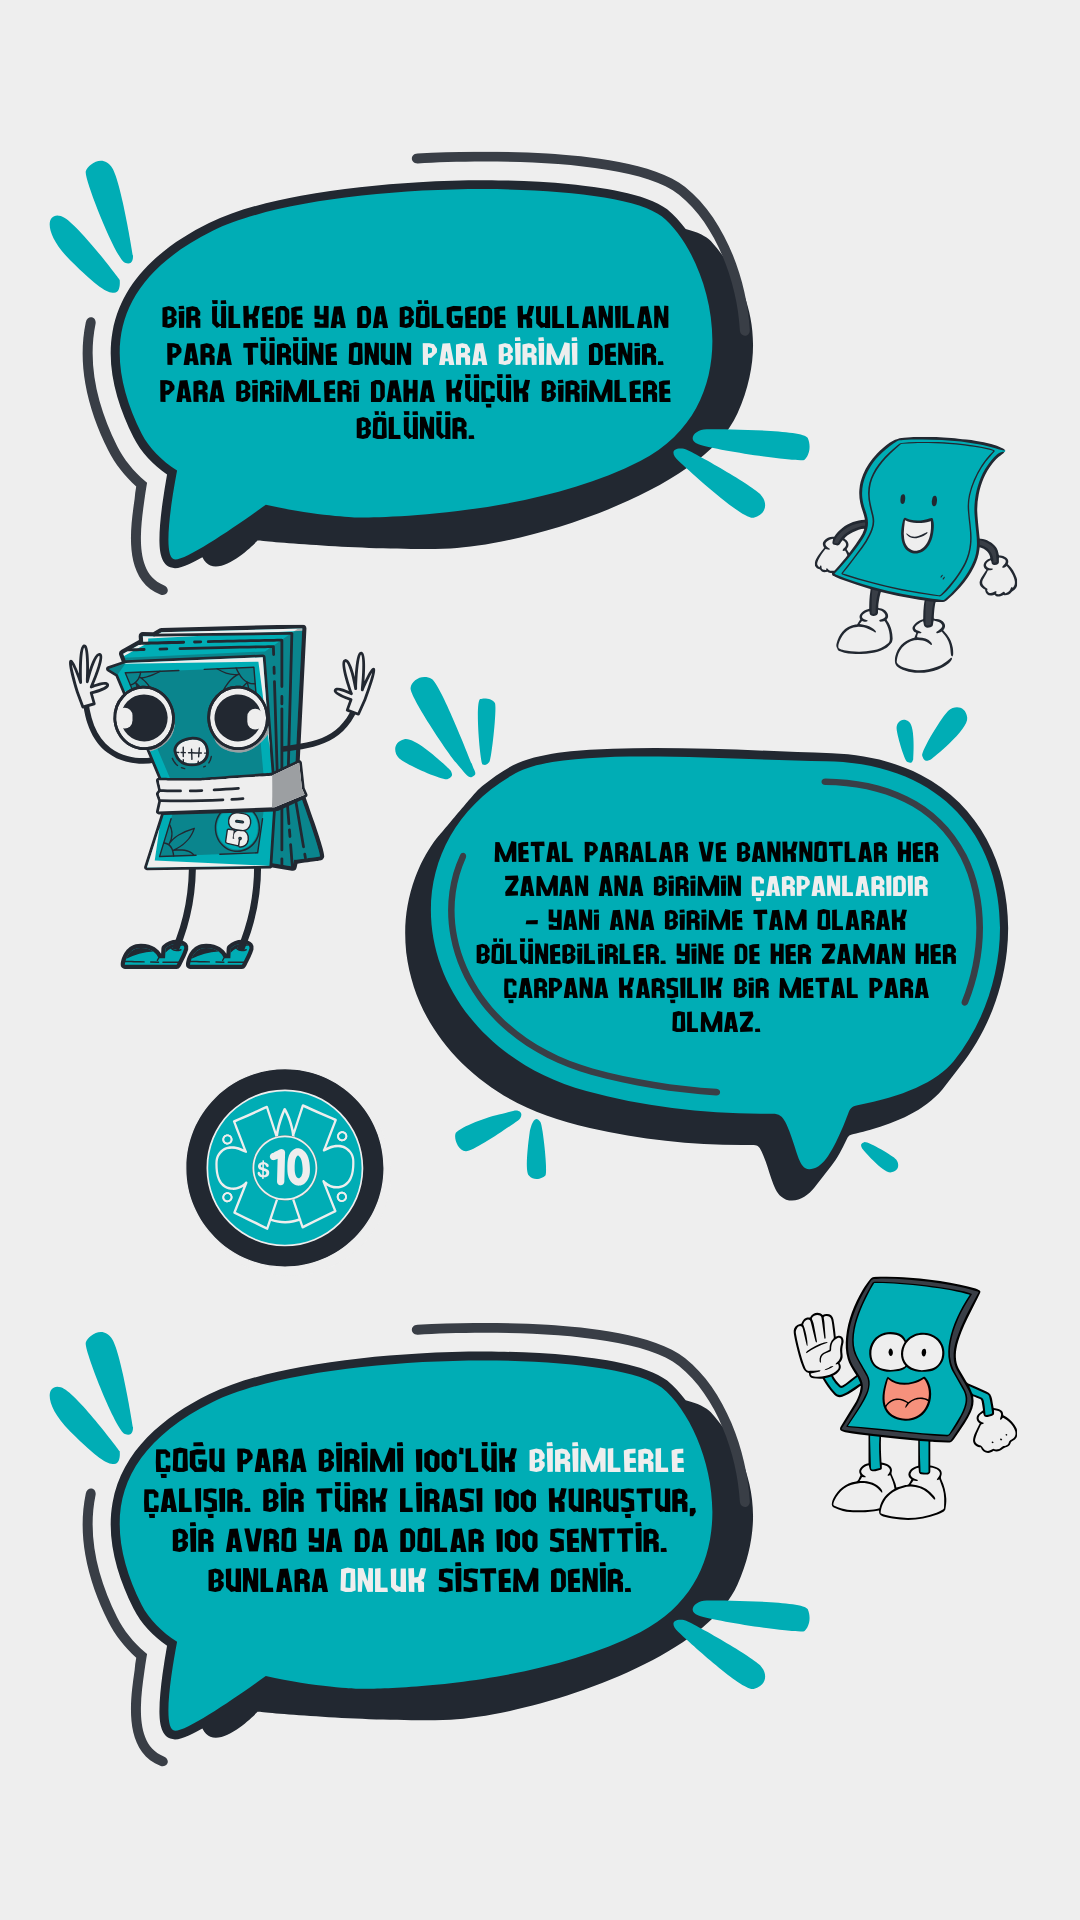 BİR ÜLKEDE YA DA BÖLGEDE KULLANILAN
PARA TÜRÜNE ONUN PARA BİRİMİ DENİR.
PARA BİRİMLERİ DAHA KÜÇÜK BİRİMLERE
BÖLÜNÜR.
50
METAL PARALAR VE BANKNOTLAR HER
ZAMAN ANA BİRİMİN ÇARPANLARIDIR
- YANİ ANA BİRİME TAM OLARAK
BÖLÜNEBİLİRLER. YİNE DE HER ZAMAN HER
ÇARPANA KARŞILIK BİR METAL PARA
OLMAZ.
$10
ÇOĞU PARA BİRİMİ 100'LÜK BİRİMLERLE
ÇALIŞIR. BİR TÜRK LİRASI 100 KURUŞTUR,
BİR AVRO YA DA DOLAR 100 SENTTİR.
BUNLARA ONLUK SİSTEM DENİR.